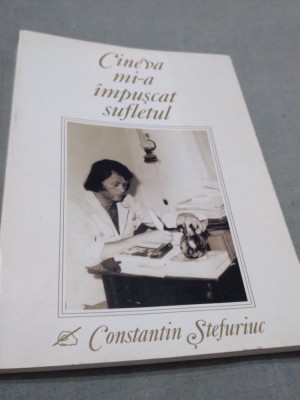 Cineva
mi-a
împușcat
sufletul
Constantin Ștefuriuc